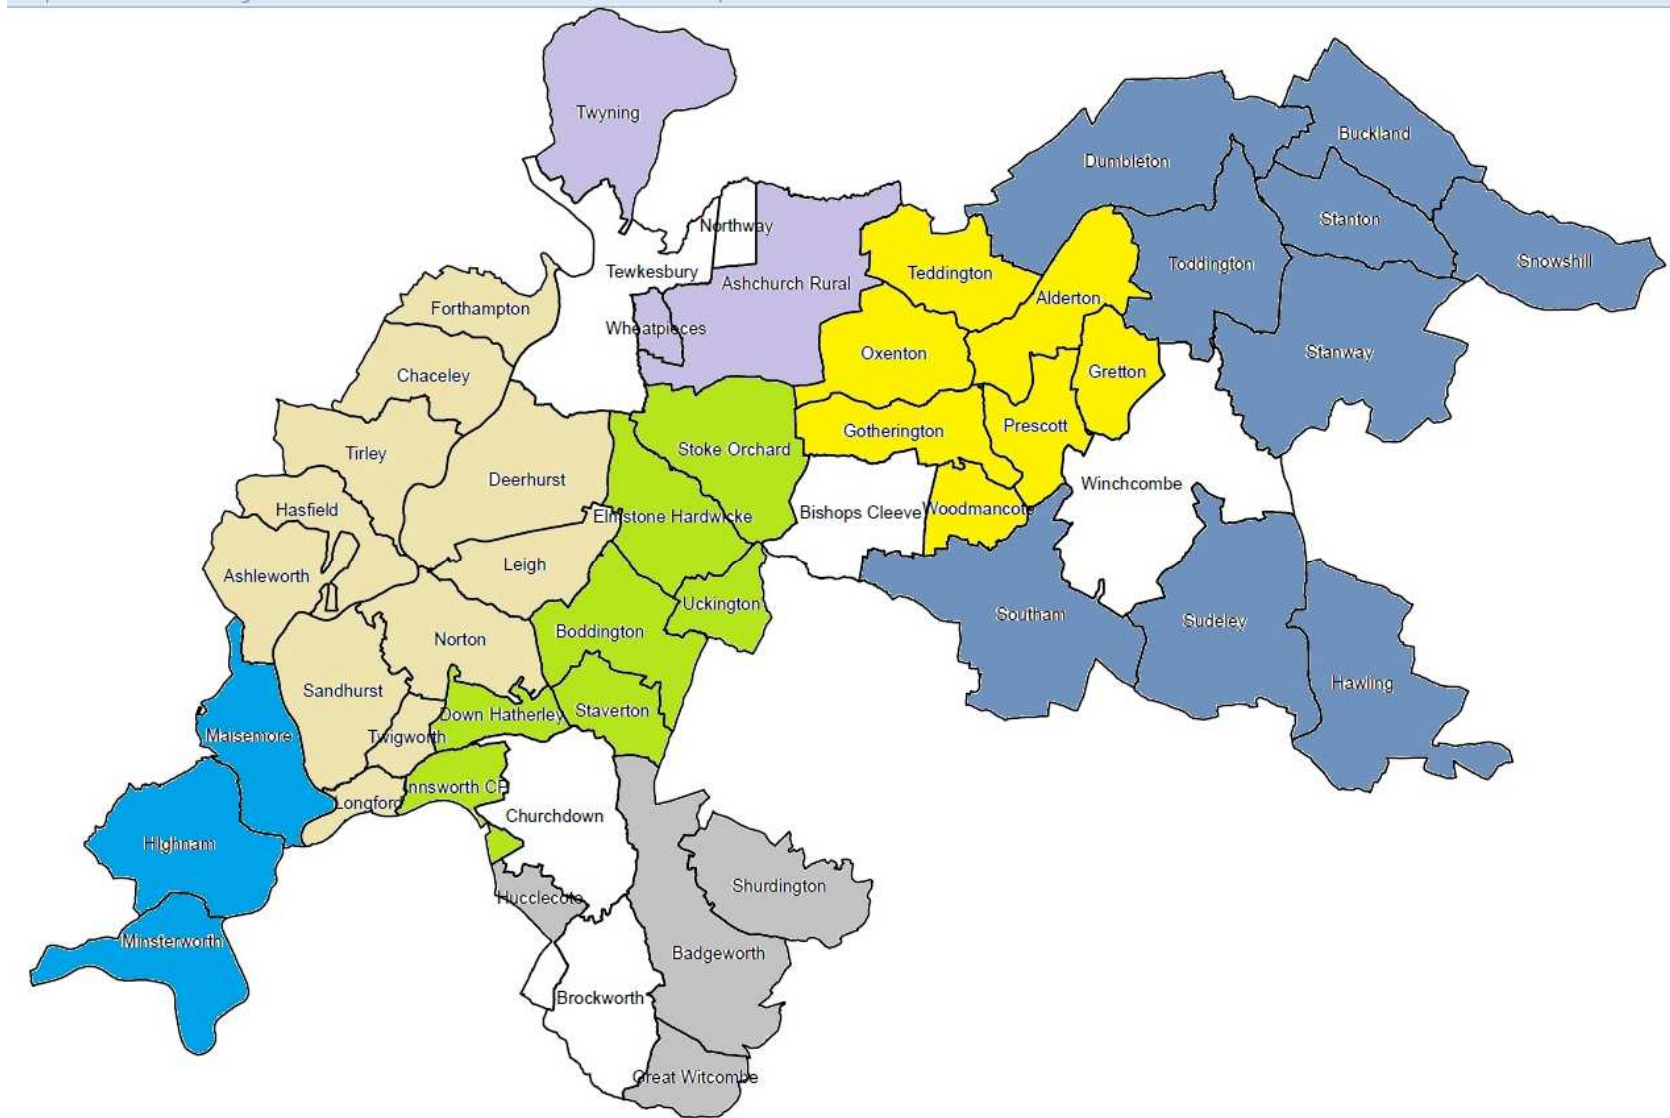 Twyning
Buckland
Dumbleton
Stanton
Northway
Snowshill
Toddington
Tewkesbury
Teddington
Ashchurch Rural
Alderton
Forthampton
Wheatpieces
Oxenton
Stanway
Gretton
Chaceley
Prescott
Gotherington
Stoke Orchard
Tirley
Deerhurst
Winchcombe
Hasfield
Elmstone Hardwicke
Bishops Cleeve
Woodmancote
Leigh
Ashleworth
Uckington
Southam
Sudeley
Boddington
Norton
Hawling
Sandhurst
Staverton
Down Hatherley
Twigworth
Maisemore
nnsworth CP
Longford
Churchdown
Highnam
Shurdington
Hucclecote
Minsterworth
Badgeworth
Brockworth
Great Witcombe